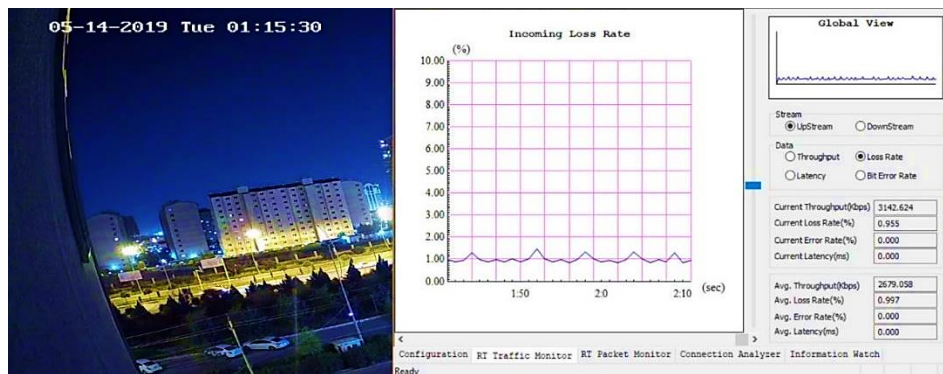 05-14-2019 Tue 01:15:30
Incoming Loss Rate
(%)
10.00
9.00
8.00
7.00
6.00
5.00
4.00
3.00
2.00
1.00
0.00
1:50 2:0 2:10 (sec)
Global View
Stream
UpStream DownStream
Data
Throughput Loss Rate
Latency Bit Error Rate
Current Throughput(Kbps) 3142.624
Current Loss Rate(%) 0.955
Current Error Rate(%) 0.000
Current Latency(ms) 0.000
Avg. Throughput(Kbps) 2679.058
Avg. Loss Rate(%) 0.997
Avg. Error Rate(%) 0.000
Avg. Latency(ms) 0.000
Configuration RT Traffic Monitor RT Packet Monitor Connection Analyzer Information Watch
Ready